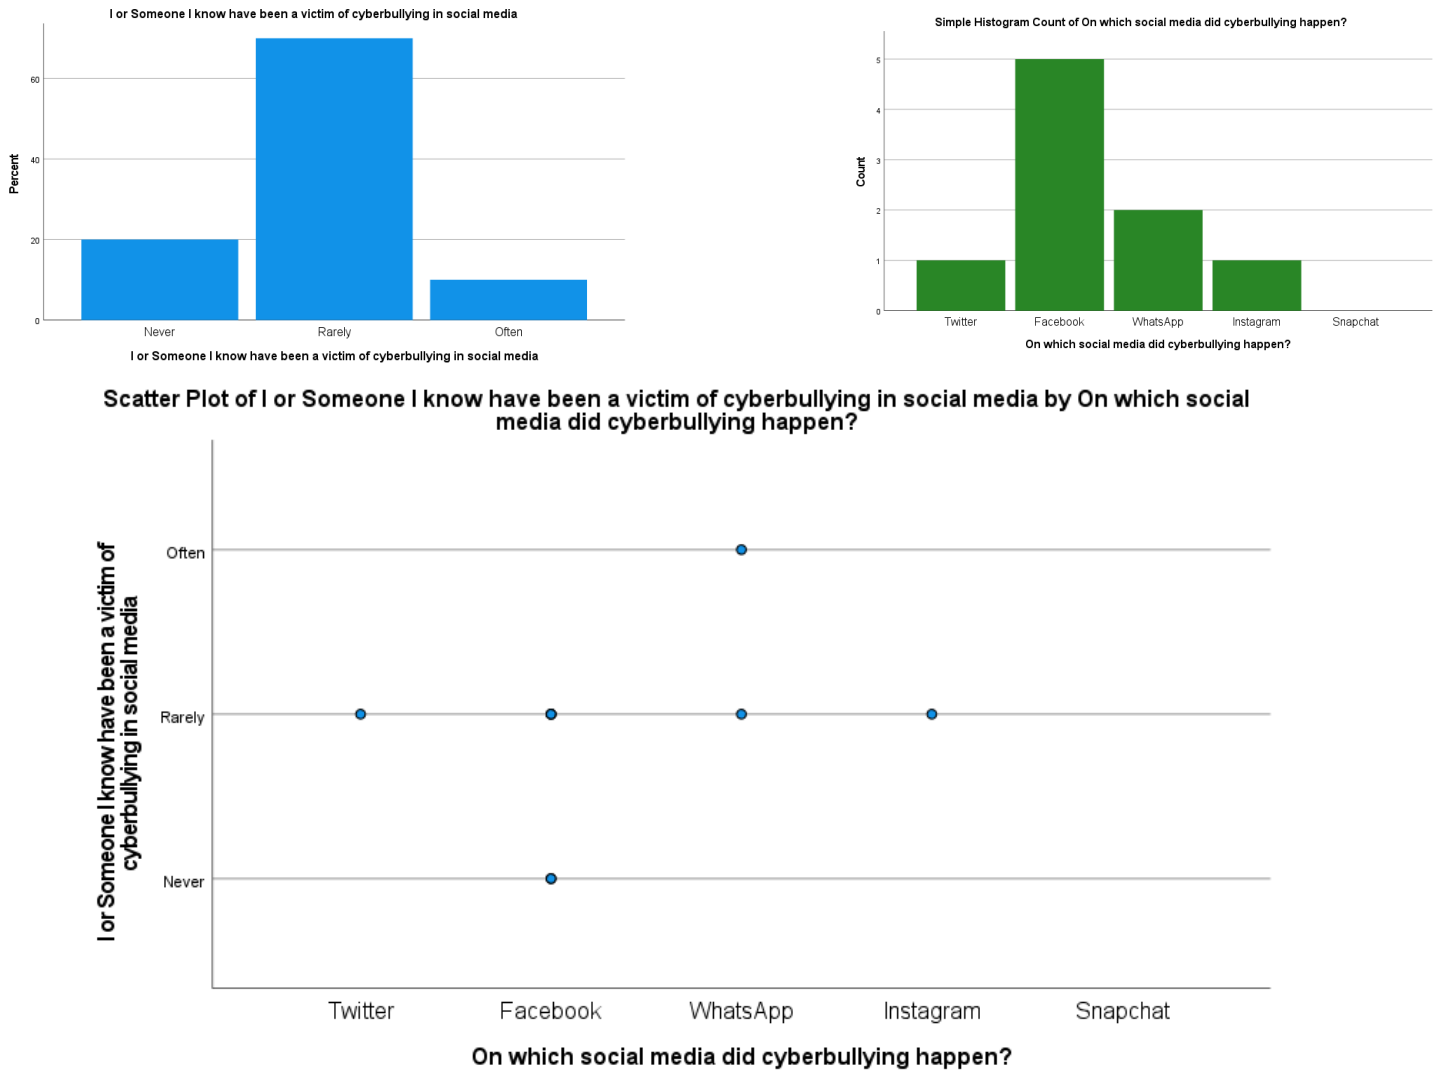 I or Someone I know have been a victim of cyberbullying in social media
Percent
60
40
20
0
Never Rarely Often
I or Someone I know have been a victim of cyberbullying in social media
Simple Histogram Count of On which social media did cyberbullying happen?
Count
5
4
3
2
1
0
Twitter Facebook WhatsApp Instagram Snapchat
On which social media did cyberbullying happen?
Scatter Plot of I or Someone I know have been a victim of cyberbullying in social media by On which social
media did cyberbullying happen?
I or Someone I know have been a victim of
cyberbullying in social media
Often
Rarely
Never
Twitter Facebook WhatsApp Instagram Snapchat
On which social media did cyberbullying happen?